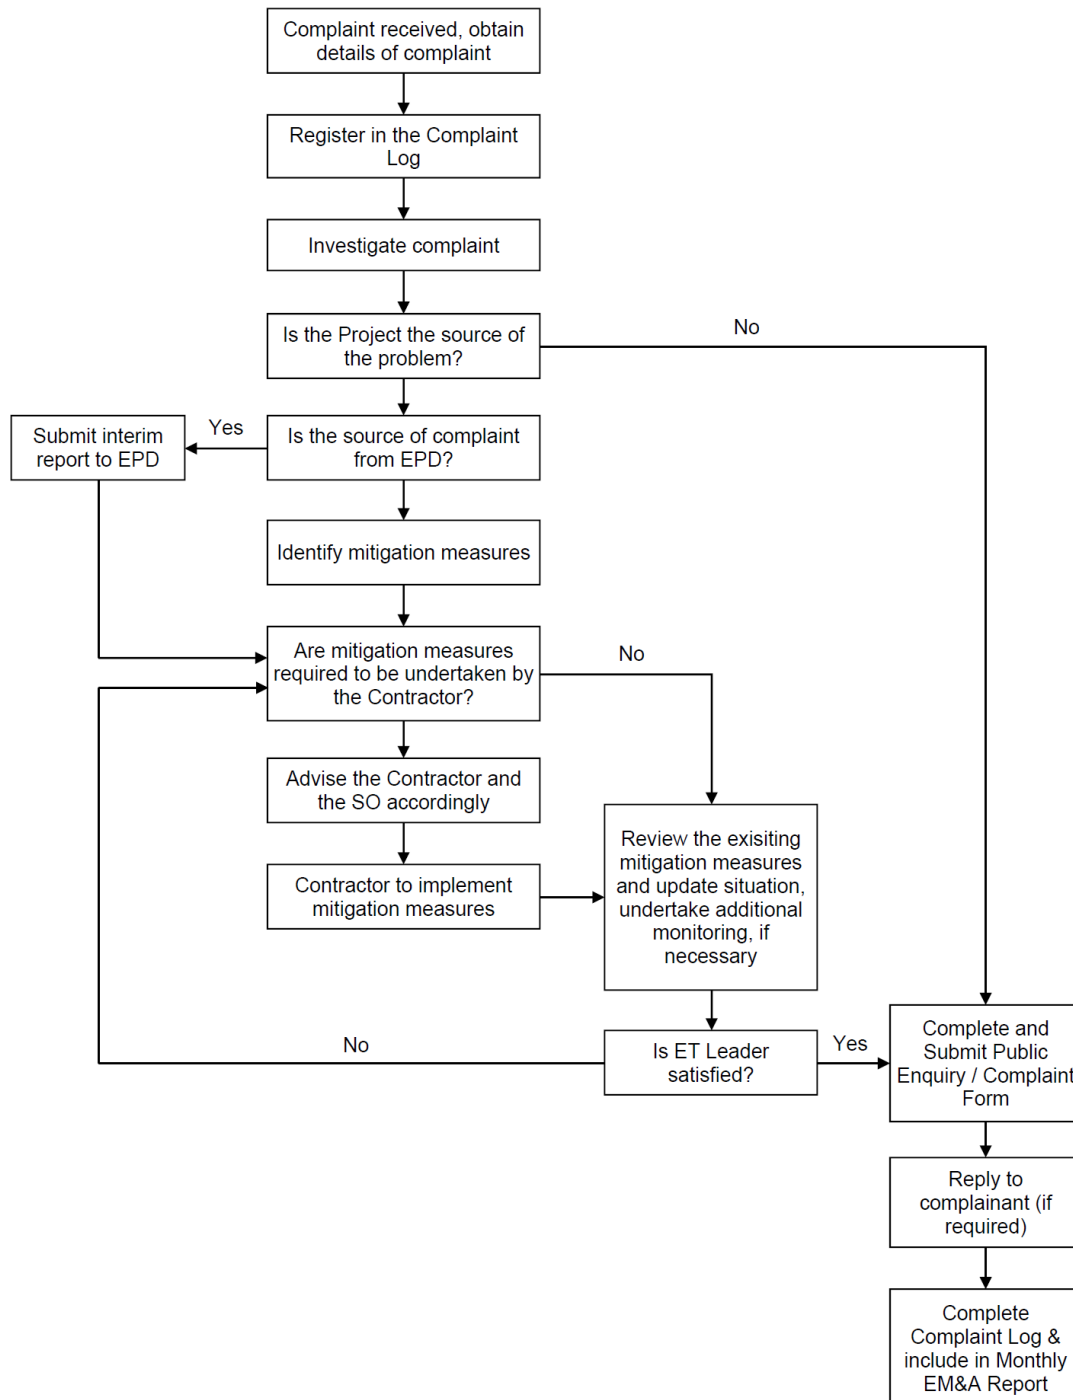 Complaint received, obtain
details of complaint
Register in the Complaint
Log
Investigate complaint
Is the Project the source of
the problem?
No
Submit interim
report to EPD
Yes
Is the source of complaint
from EPD?
Identify mitigation measures
Are mitigation measures
required to be undertaken by
the Contractor?
No
Advise the Contractor and
the SO accordingly
Contractor to implement
mitigation measures
Review the exisiting
mitigation measures
and update situation,
undertake additional
monitoring, if
necessary
No
Is ET Leader
satisfied?
Yes
Complete and
Submit Public
Enquiry / Complaint
Form
Reply to
complainant (if
required)
Complete
Complaint Log &
include in Monthly
EM&A Report